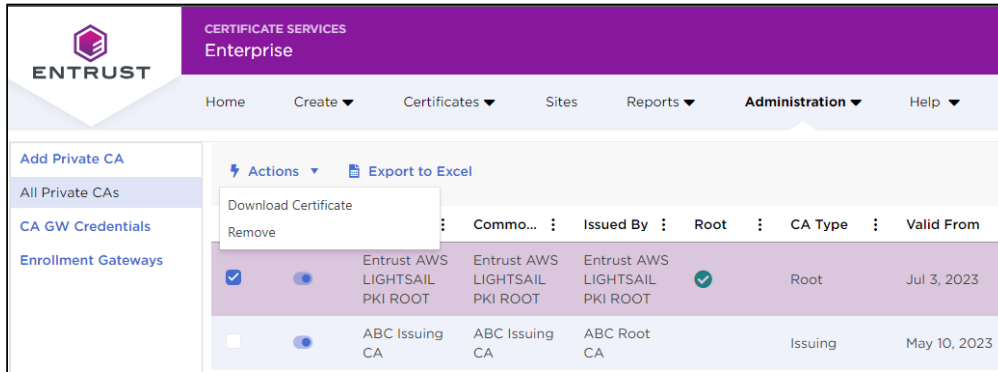 CERTIFICATE SERVICES
Enterprise
ENTRUST
Home Create Certificates Sites Reports Administration Help
Add Private CA
All Private CAs
CA GW Credentials
Enrollment Gateways
Actions Export to Excel
Download Certificate
Remove
Commo... Issued By Root CA Type Valid From
Entrust AWS Entrust AWS Entrust AWS
LIGHTSAIL LIGHTSAIL LIGHTSAIL Root Jul 3, 2023
PKI ROOT PKI ROOT PKI ROOT
ABC Issuing ABC Issuing ABC Root
CA CA CA Issuing May 10, 2023